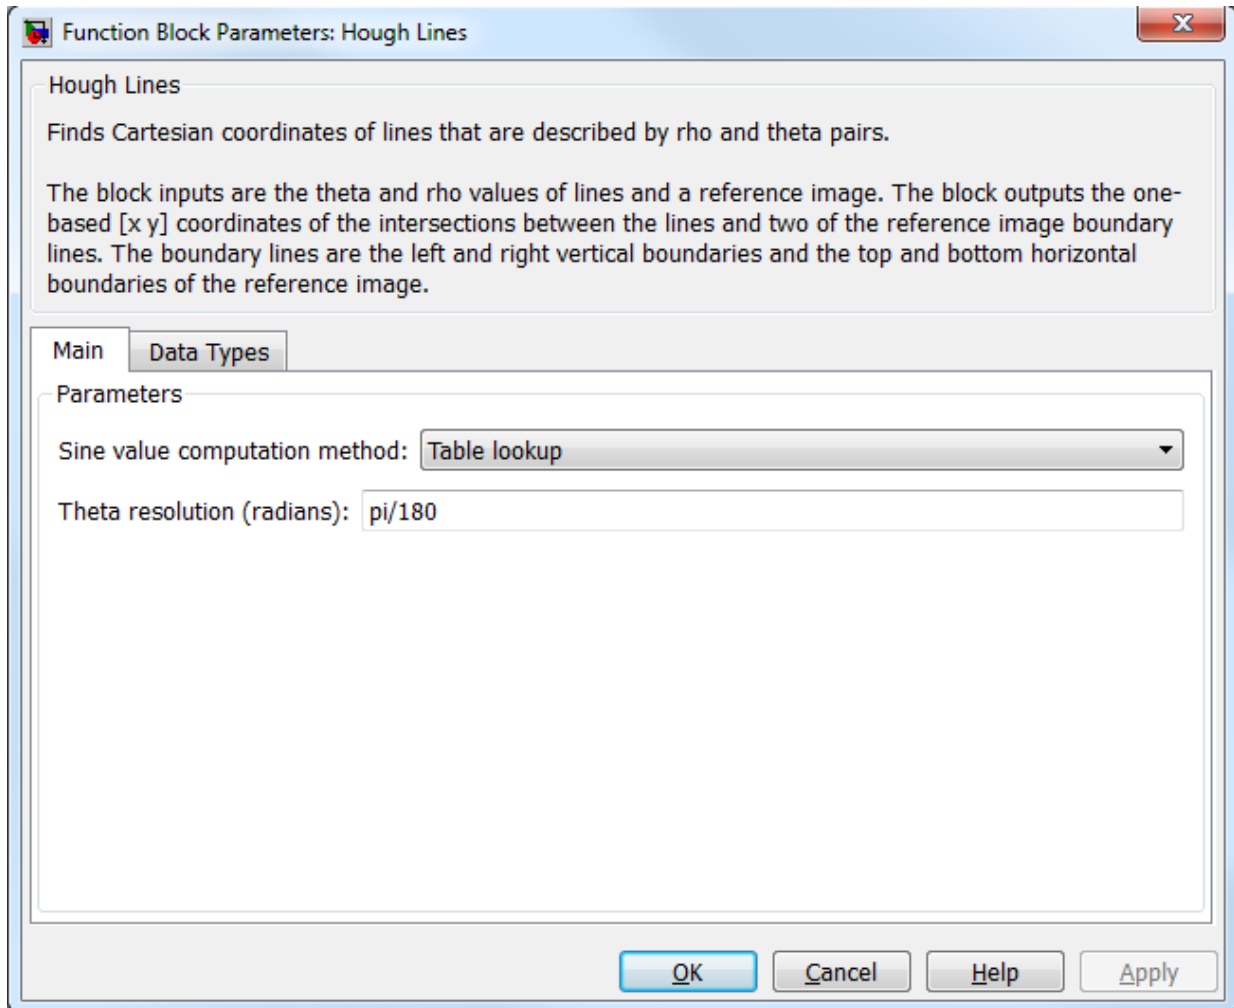 Function Block Parameters: Hough Lines
Hough Lines
Finds Cartesian coordinates of lines that are described by rho and theta pairs.
The block inputs are the theta and rho values of lines and a reference image. The block outputs the one-
based [x y] coordinates of the intersections between the lines and two of the reference image boundary
lines. The boundary lines are the left and right vertical boundaries and the top and bottom horizontal
boundaries of the reference image.
Main Data Types
Parameters
Sine value computation method: Table lookup
Theta resolution (radians): pi/180
OK Cancel Help Apply